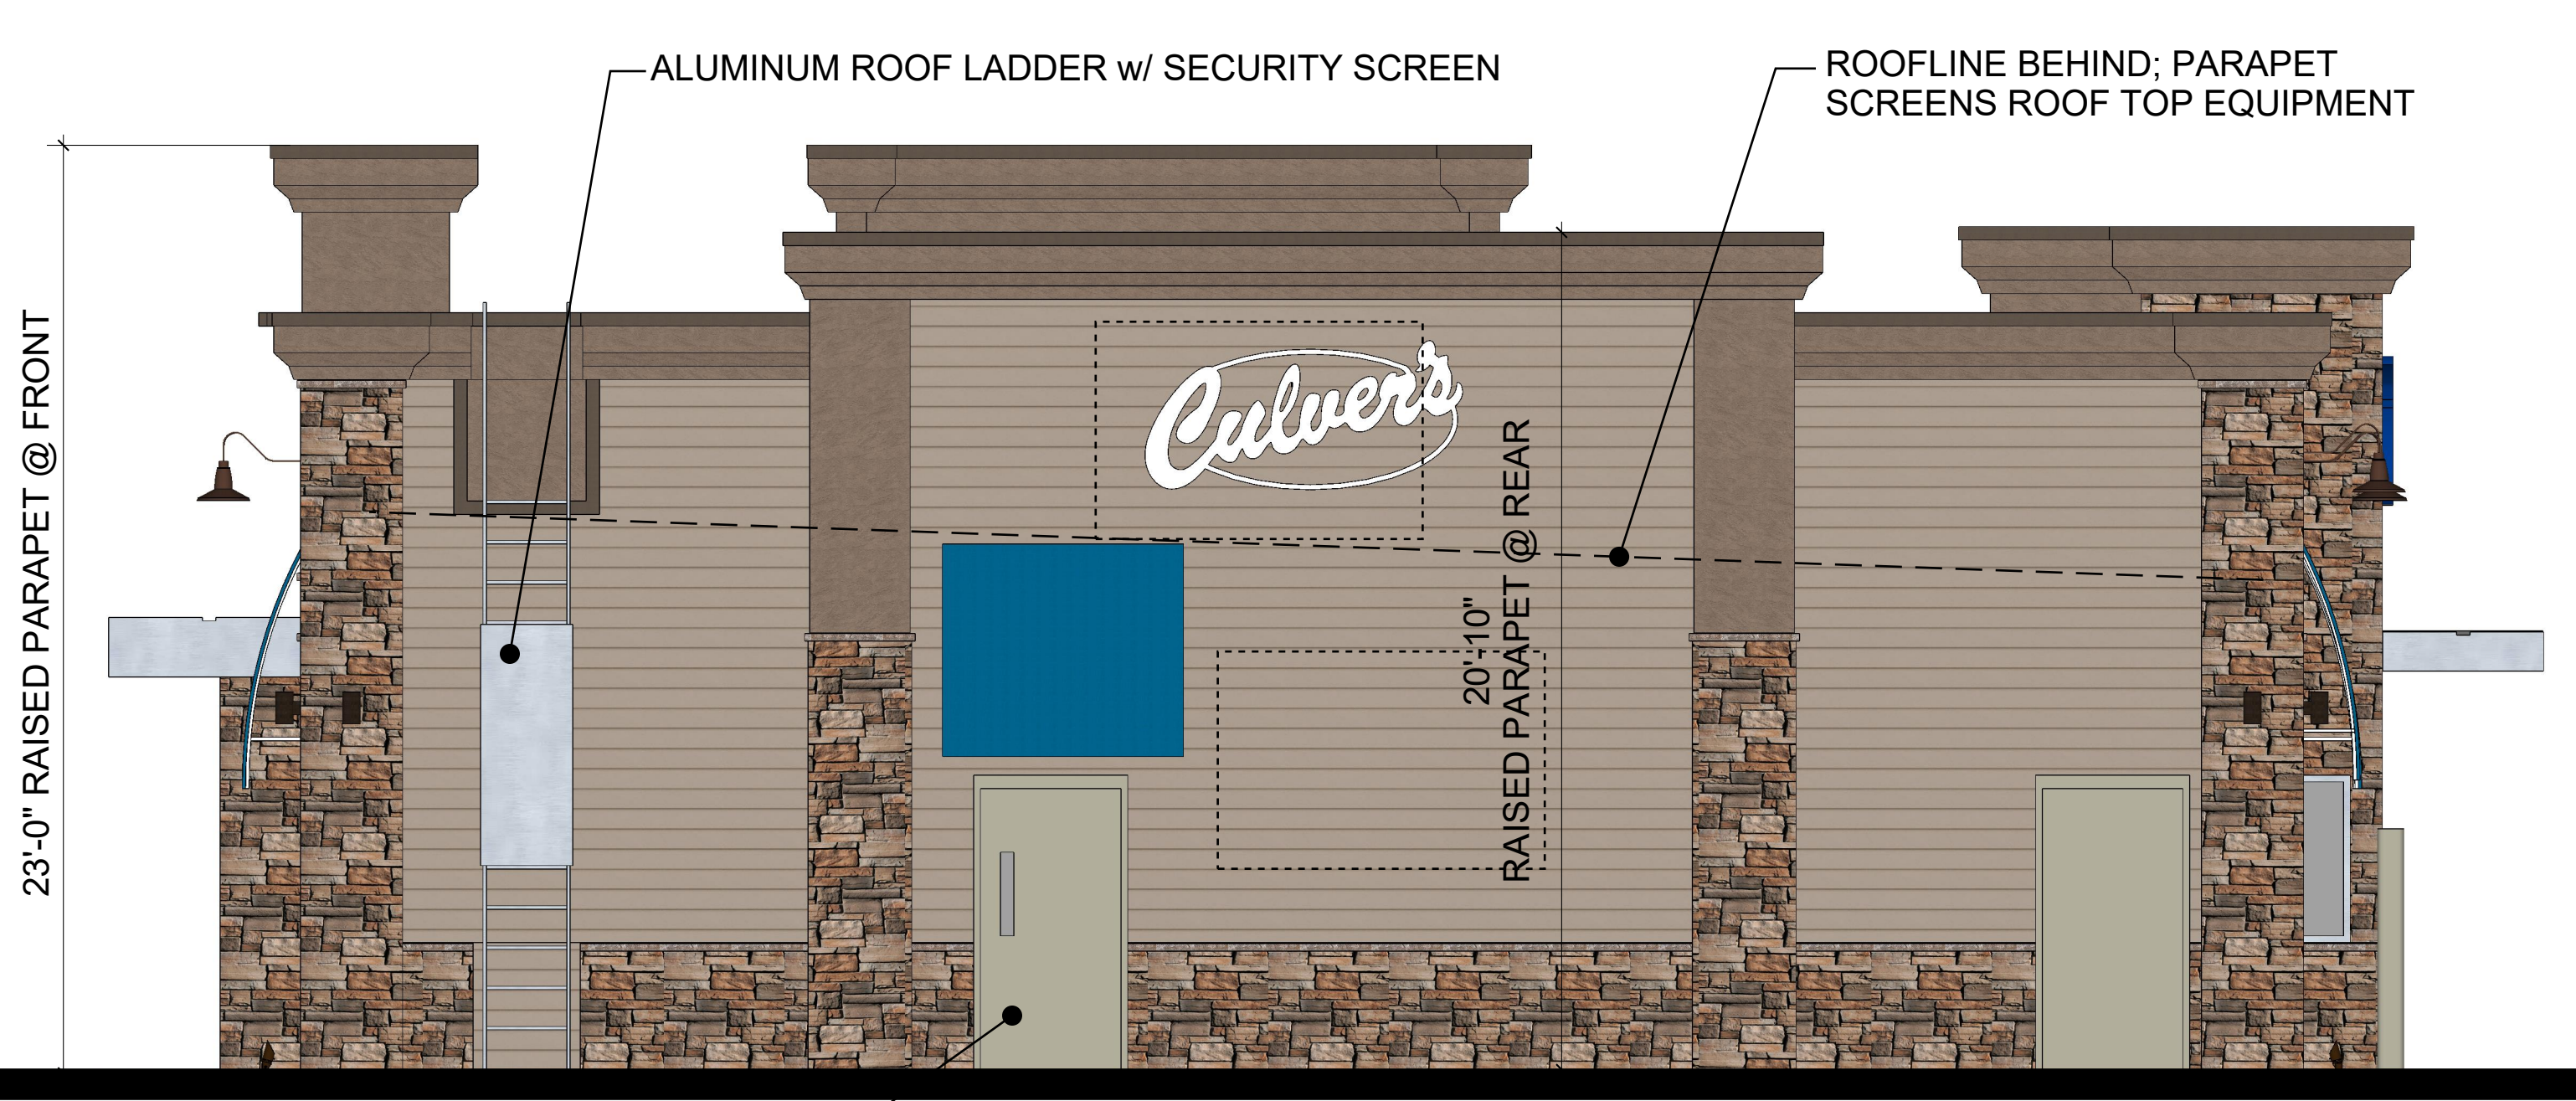 ALUMINUM ROOF LADDER w/ SECURITY SCREEN
ROOFLINE BEHIND; PARAPET
SCREENS ROOF TOP EQUIPMENT
23'-0" RAISED PARAPET @ FRONT
Culver's
20'-10"
RAISED PARAPET @ REAR